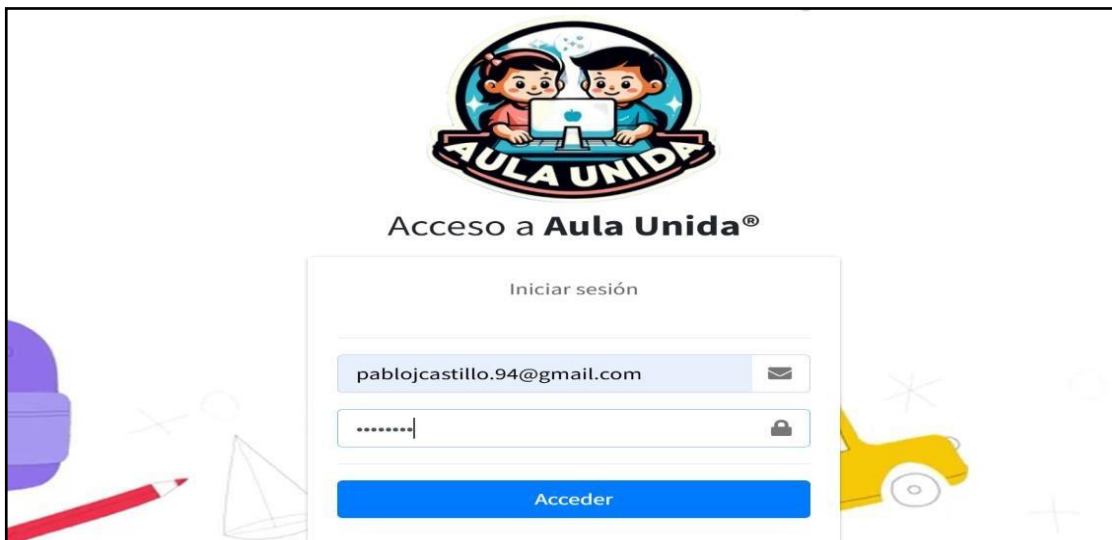 AULA UNIDA
Acceso a Aula Unida®
Iniciar sesión
pablojcastillo.94@gmail.com
••••••••
Acceder